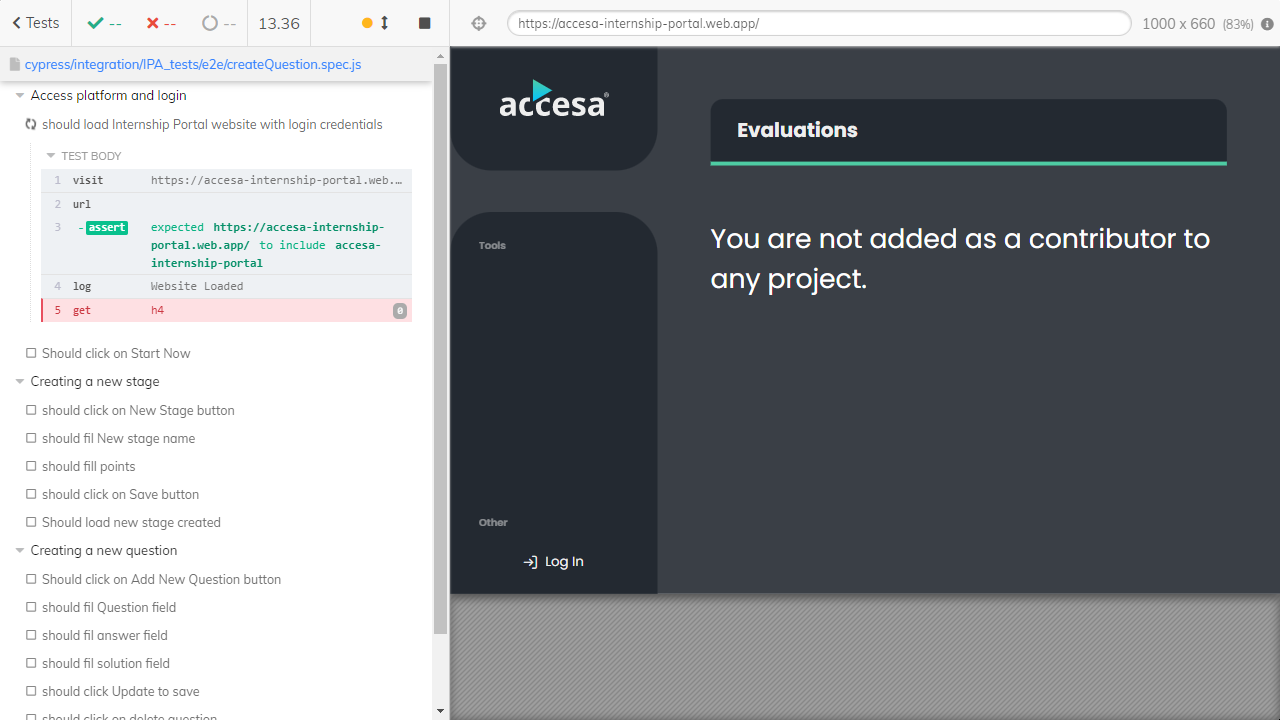 Tests
--
--
--
13.36
https://accesa-internship-portal.web.app/
1000 x 660 (83%)
cypress/integration/IPA_tests/e2e/createQuestion.spec.js
Access platform and login
should load Internship Portal website with login credentials
TEST BODY
1 visit https://accesa-internship-portal.web.…
2 url
3 -assert expected https://accesa-internship-
portal.web.app/ to include accesa-
internship-portal
4 log Website Loaded
5 get h4 0
Should click on Start Now
Creating a new stage
should click on New Stage button
should fil New stage name
should fill points
should click on Save button
Should load new stage created
Creating a new question
Should click on Add New Question button
should fil Question field
should fil answer field
should fil solution field
should click Update to save
should click on delete question
accesa®
Tools
Other
Log In
Evaluations
You are not added as a contributor to
any project.